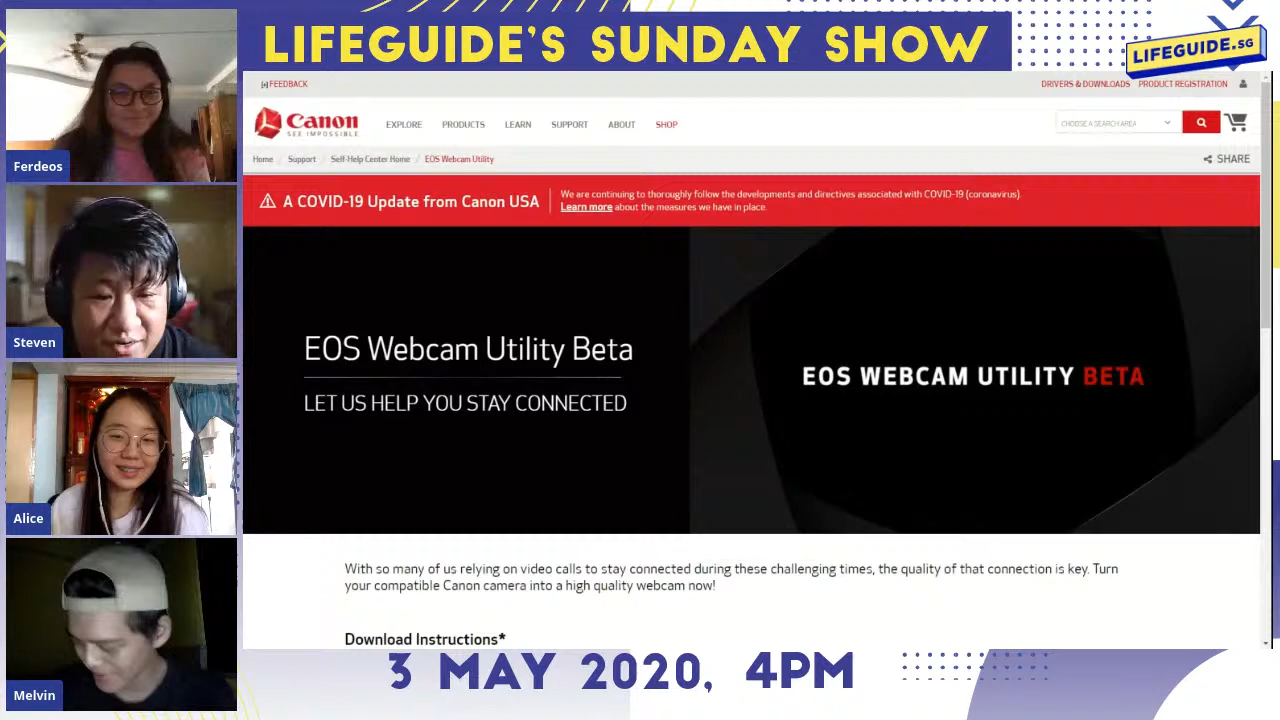 LIFEGUIDE'S SUNDAY SHOW
LIFEGUIDE.SG
Ferdeos
Steven
Alice
Melvin
[+] FEEDBACK
DRIVERS & DOWNLOADS PRODUCT REGISTRATION
Canon
SEE IMPOSSIBLE
EXPLORE PRODUCTS LEARN SUPPORT ABOUT SHOP
CHOOSE A SEARCH AREA
Home / Support / Self-Help Center Home / EOS Webcam Utility
SHARE
A COVID-19 Update from Canon USA
We are continuing to thoroughly follow the developments and directives associated with COVID-19 (coronavirus).
Learn more about the measures we have in place.
EOS Webcam Utility Beta
LET US HELP YOU STAY CONNECTED
EOS WEBCAM UTILITY BETA
With so many of us relying on video calls to stay connected during these challenging times, the quality of that connection is key. Turn
your compatible Canon camera into a high quality webcam now!
Download Instructions*
3 MAY 2020, 4PM